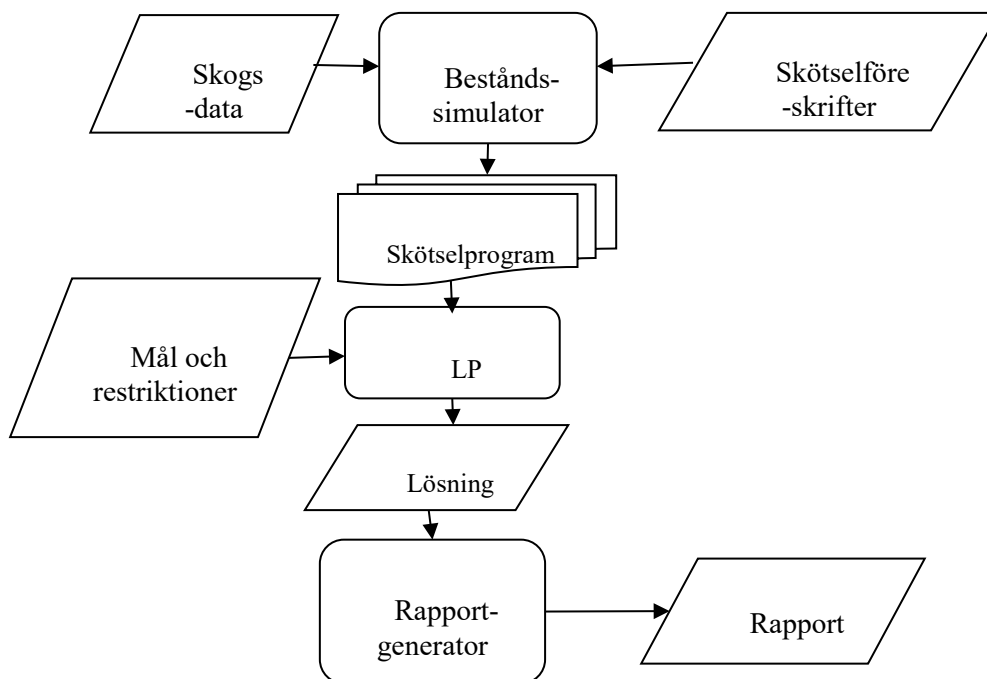 Skogs
-data
Bestånds-
simulator
Skötselföre
-skrifter
Skötselprogram
Mål och
restriktioner
LP
Lösning
Rapport-
generator
Rapport